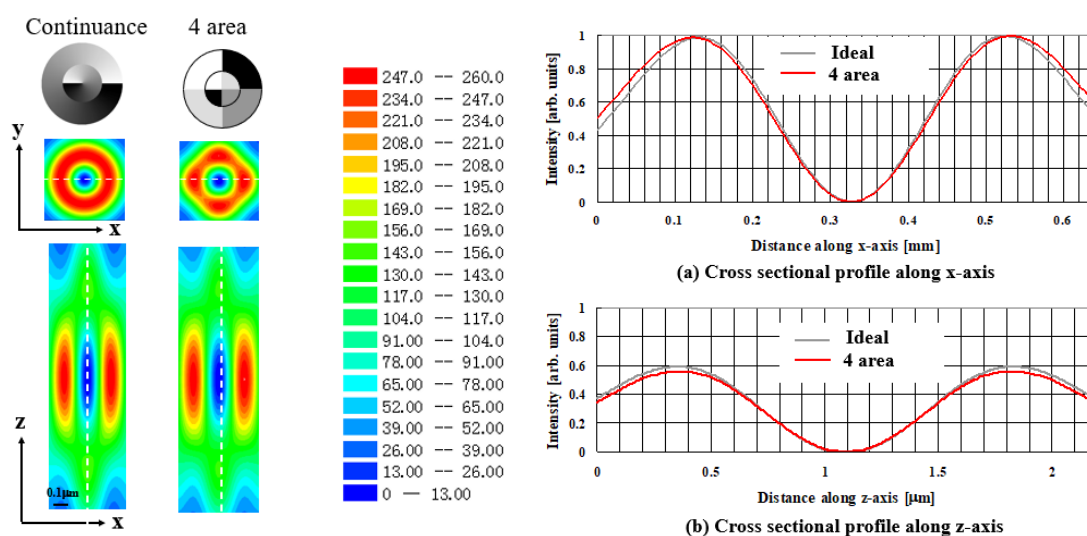 Continuance 4 area
y
x
z
0.1μm
x
247.0 -- 260.0
234.0 -- 247.0
221.0 -- 234.0
208.0 -- 221.0
195.0 -- 208.0
182.0 -- 195.0
169.0 -- 182.0
156.0 -- 169.0
143.0 -- 156.0
130.0 -- 143.0
117.0 -- 130.0
104.0 -- 117.0
91.00 -- 104.0
78.00 -- 91.00
65.00 -- 78.00
52.00 -- 65.00
39.00 -- 52.00
26.00 -- 39.00
13.00 -- 26.00
0 — 13.00
Intensity [arb. units]
1
0.8
0.6
0.4
0.2
0
Ideal
4 area
0 0.1 0.2 0.3 0.4 0.5 0.6
Distance along x-axis [mm]
(a) Cross sectional profile along x-axis
Intensity [arb. units]
1
0.8
0.6
0.4
0.2
0
Ideal
4 area
0 0.5 1 1.5 2
Distance along z-axis [μm]
(b) Cross sectional profile along z-axis